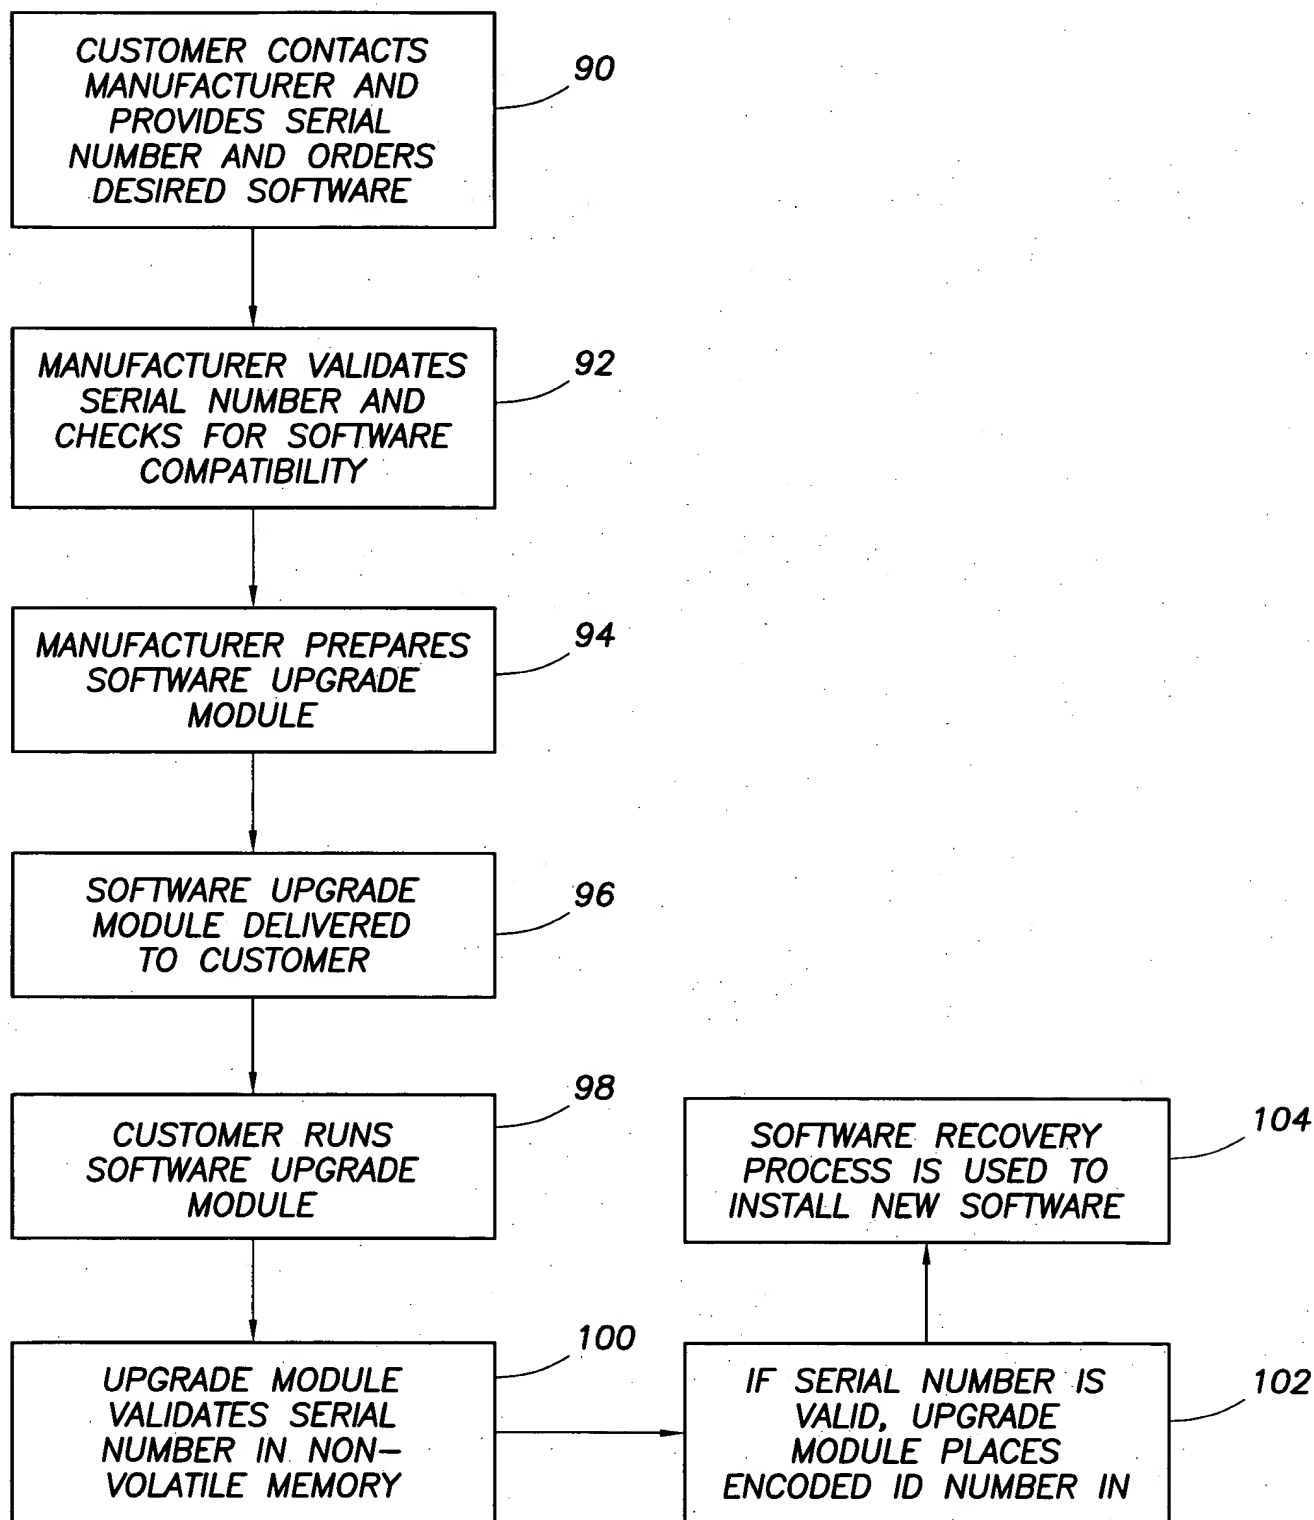 CUSTOMER CONTACTS
MANUFACTURER AND
PROVIDES SERIAL
NUMBER AND ORDERS
DESIRED SOFTWARE
90
MANUFACTURER VALIDATES
SERIAL NUMBER AND
CHECKS FOR SOFTWARE
COMPATIBILITY
92
MANUFACTURER PREPARES
SOFTWARE UPGRADE
MODULE
94
SOFTWARE UPGRADE
MODULE DELIVERED
TO CUSTOMER
96
CUSTOMER RUNS
SOFTWARE UPGRADE
MODULE
98
UPGRADE MODULE
VALIDATES SERIAL
NUMBER IN NON-
VOLATILE MEMORY
100
IF SERIAL NUMBER IS
VALID, UPGRADE
MODULE PLACES
ENCODED ID NUMBER IN
102
SOFTWARE RECOVERY
PROCESS IS USED TO
INSTALL NEW SOFTWARE
104